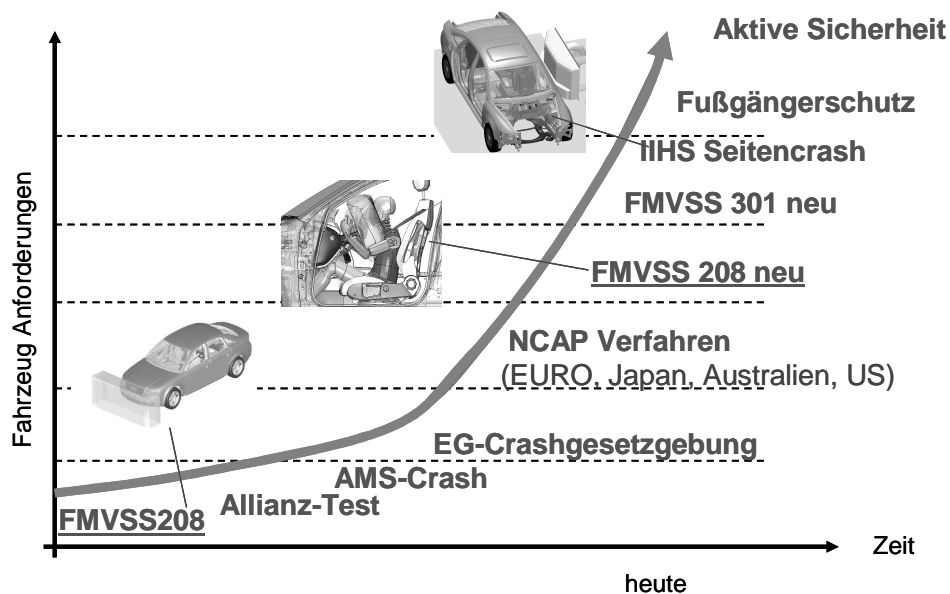 Aktive Sicherheit
Fußgängerschutz
IIHS Seitencrash
FMVSS 301 neu
FMVSS 208 neu
NCAP Verfahren
(EURO, Japan, Australien, US)
EG-Crashgesetzgebung
AMS-Crash
Allianz-Test
FMVSS208
Fahrzeug Anforderungen
Zeit
heute